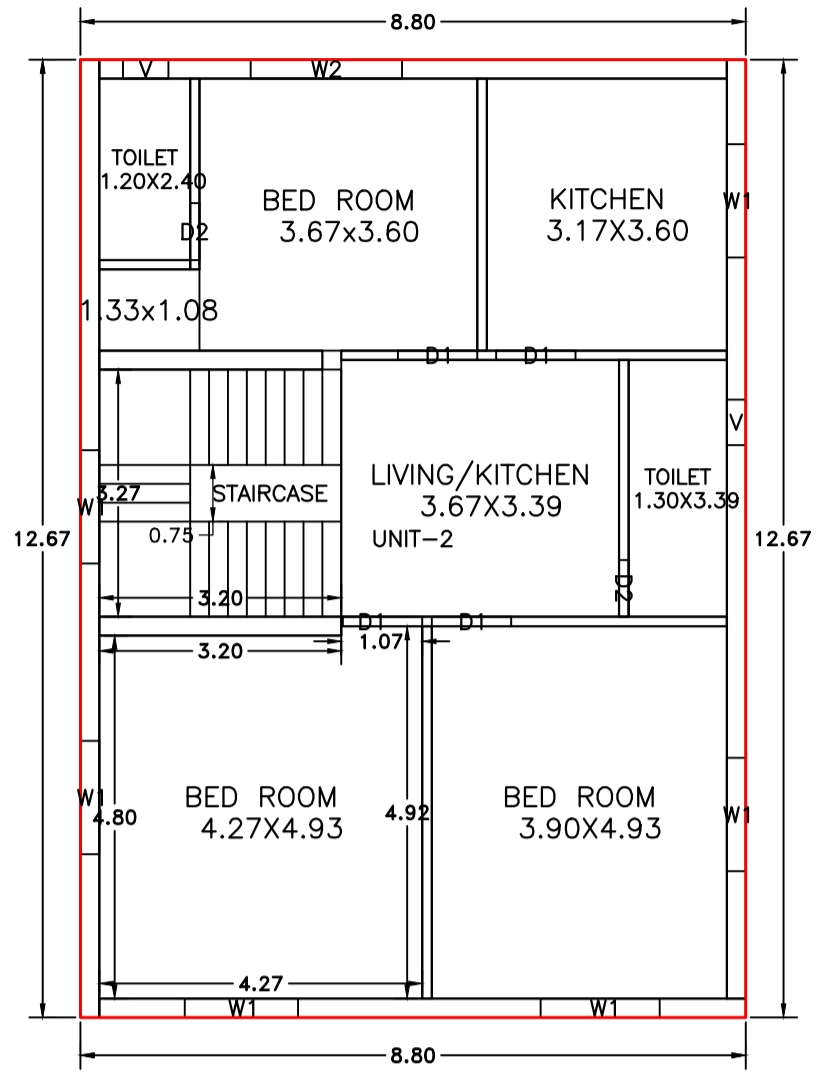 8.80
V
W2
TOILET
1.20X2.40
BED ROOM
3.67x3.60
KITCHEN
3.17X3.60
W1
D2
1.33x1.08
D1
D1
V
3.27
W1
STAIRCASE
0.75
LIVING/KITCHEN
3.67X3.39
UNIT-2
TOILET
1.30X3.39
12.67
12.67
D2
3.20
D1
D1
1.07
3.20
W1
4.80
BED ROOM
4.27X4.93
4.92
BED ROOM
3.90X4.93
W1
4.27
W1
W1
8.80